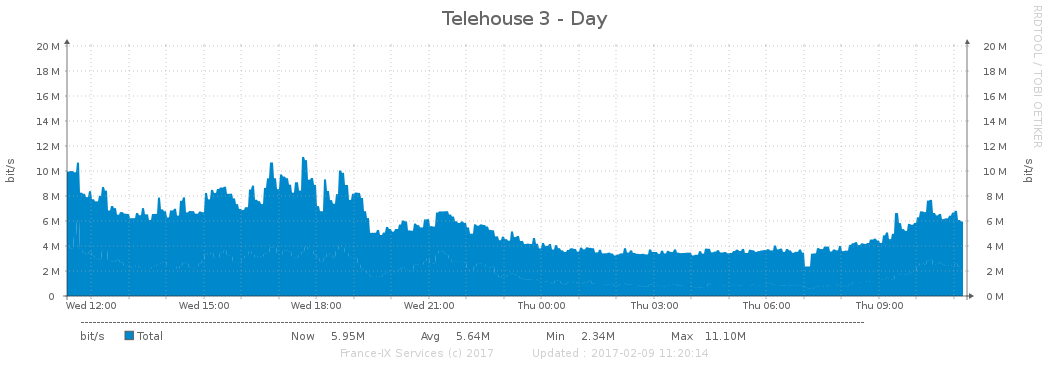 Telehouse 3 - Day
RRDTOOL / TOBI OETIKER
20 M 20 M
18 M 18 M
16 M 16 M
14 M 14 M
12 M 12 M
10 M 10 M
8 M 8 M
6 M 6 M
4 M 4 M
2 M 2 M
0 0 M
bit/s bit/s
Wed 12:00 Wed 15:00 Wed 18:00 Wed 21:00 Thu 00:00 Thu 03:00 Thu 06:00 Thu 09:00
bit/s Total Now 5.95M Avg 5.64M Min 2.34M Max 11.10M
France-IX Services (c) 2017 Updated : 2017-02-09 11:20:14